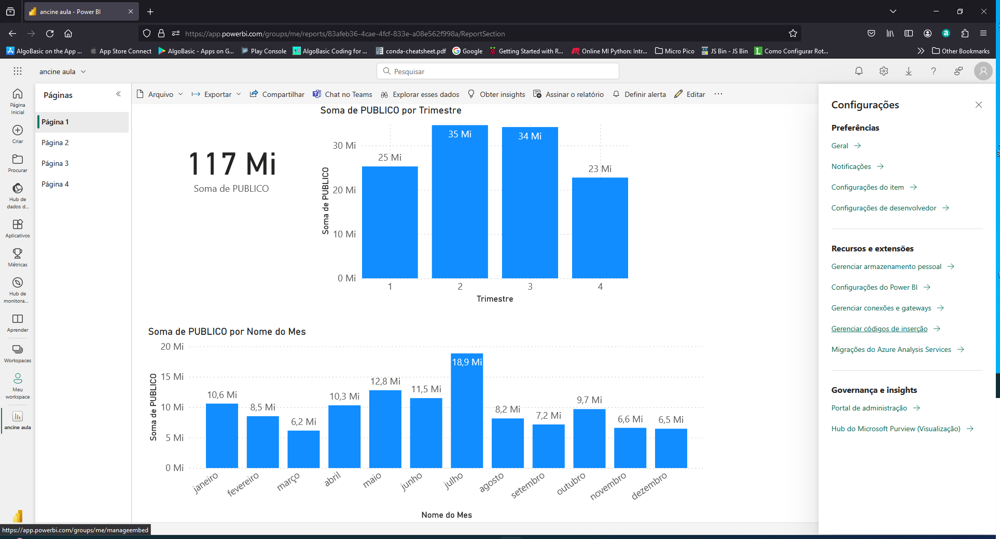 ancine aula - Power BI
https://app.powerbi.com/groups/me/reports/83afeb36-4cae-4fcf-833e-a08e562f998a/ReportSection
AlgoBasic on the App ...
App Store Connect
AlgoBasic - Apps on G...
Play Console
AlgoBasic Coding for ...
conda-cheatsheet.pdf
Google
Getting Started with R...
Online MI Python: Intr...
Micro Pico
JS Bin - JS Bin
Como Configurar Rot...
Other Bookmarks
ancine aula
Pesquisar
Página
Inicial
Criar
Procurar
Hub de
dados d...
Aplicativos
Métricas
Hub de
monitora...
Aprender
Workspaces
Meu
workspace
ancine aula
Páginas
Página 1
Página 2
Página 3
Página 4
Arquivo
Exportar
Compartilhar
Chat no Teams
Explorar esses dados
Obter insights
Assinar o relatório
Definir alerta
Editar
117 Mi
Soma de PUBLICO
Soma de PUBLICO por Trimestre
Soma de PUBLICO
30 Mi
20 Mi
10 Mi
0 Mi
25 Mi
35 Mi
34 Mi
23 Mi
1
2
3
4
Trimestre
Soma de PUBLICO por Nome do Mes
Soma de PUBLICO
20 Mi
15 Mi
10 Mi
5 Mi
0 Mi
10,6 Mi
8,5 Mi
6,2 Mi
10,3 Mi
12,8 Mi
11,5 Mi
18,9 Mi
8,2 Mi
7,2 Mi
9,7 Mi
6,6 Mi
6,5 Mi
janeiro
fevereiro
março
abril
maio
junho
julho
agosto
setembro
outubro
novembro
dezembro
Nome do Mes
Configurações
Preferências
Geral
Notificações
Configurações do item
Configurações de desenvolvedor
Recursos e extensões
Gerenciar armazenamento pessoal
Configurações do Power BI
Gerenciar conexões e gateways
Gerenciar códigos de inserção
Migrações do Azure Analysis Services
Governança e insights
Portal de administração
Hub do Microsoft Purview (Visualização)
https://app.powerbi.com/groups/me/manageembed